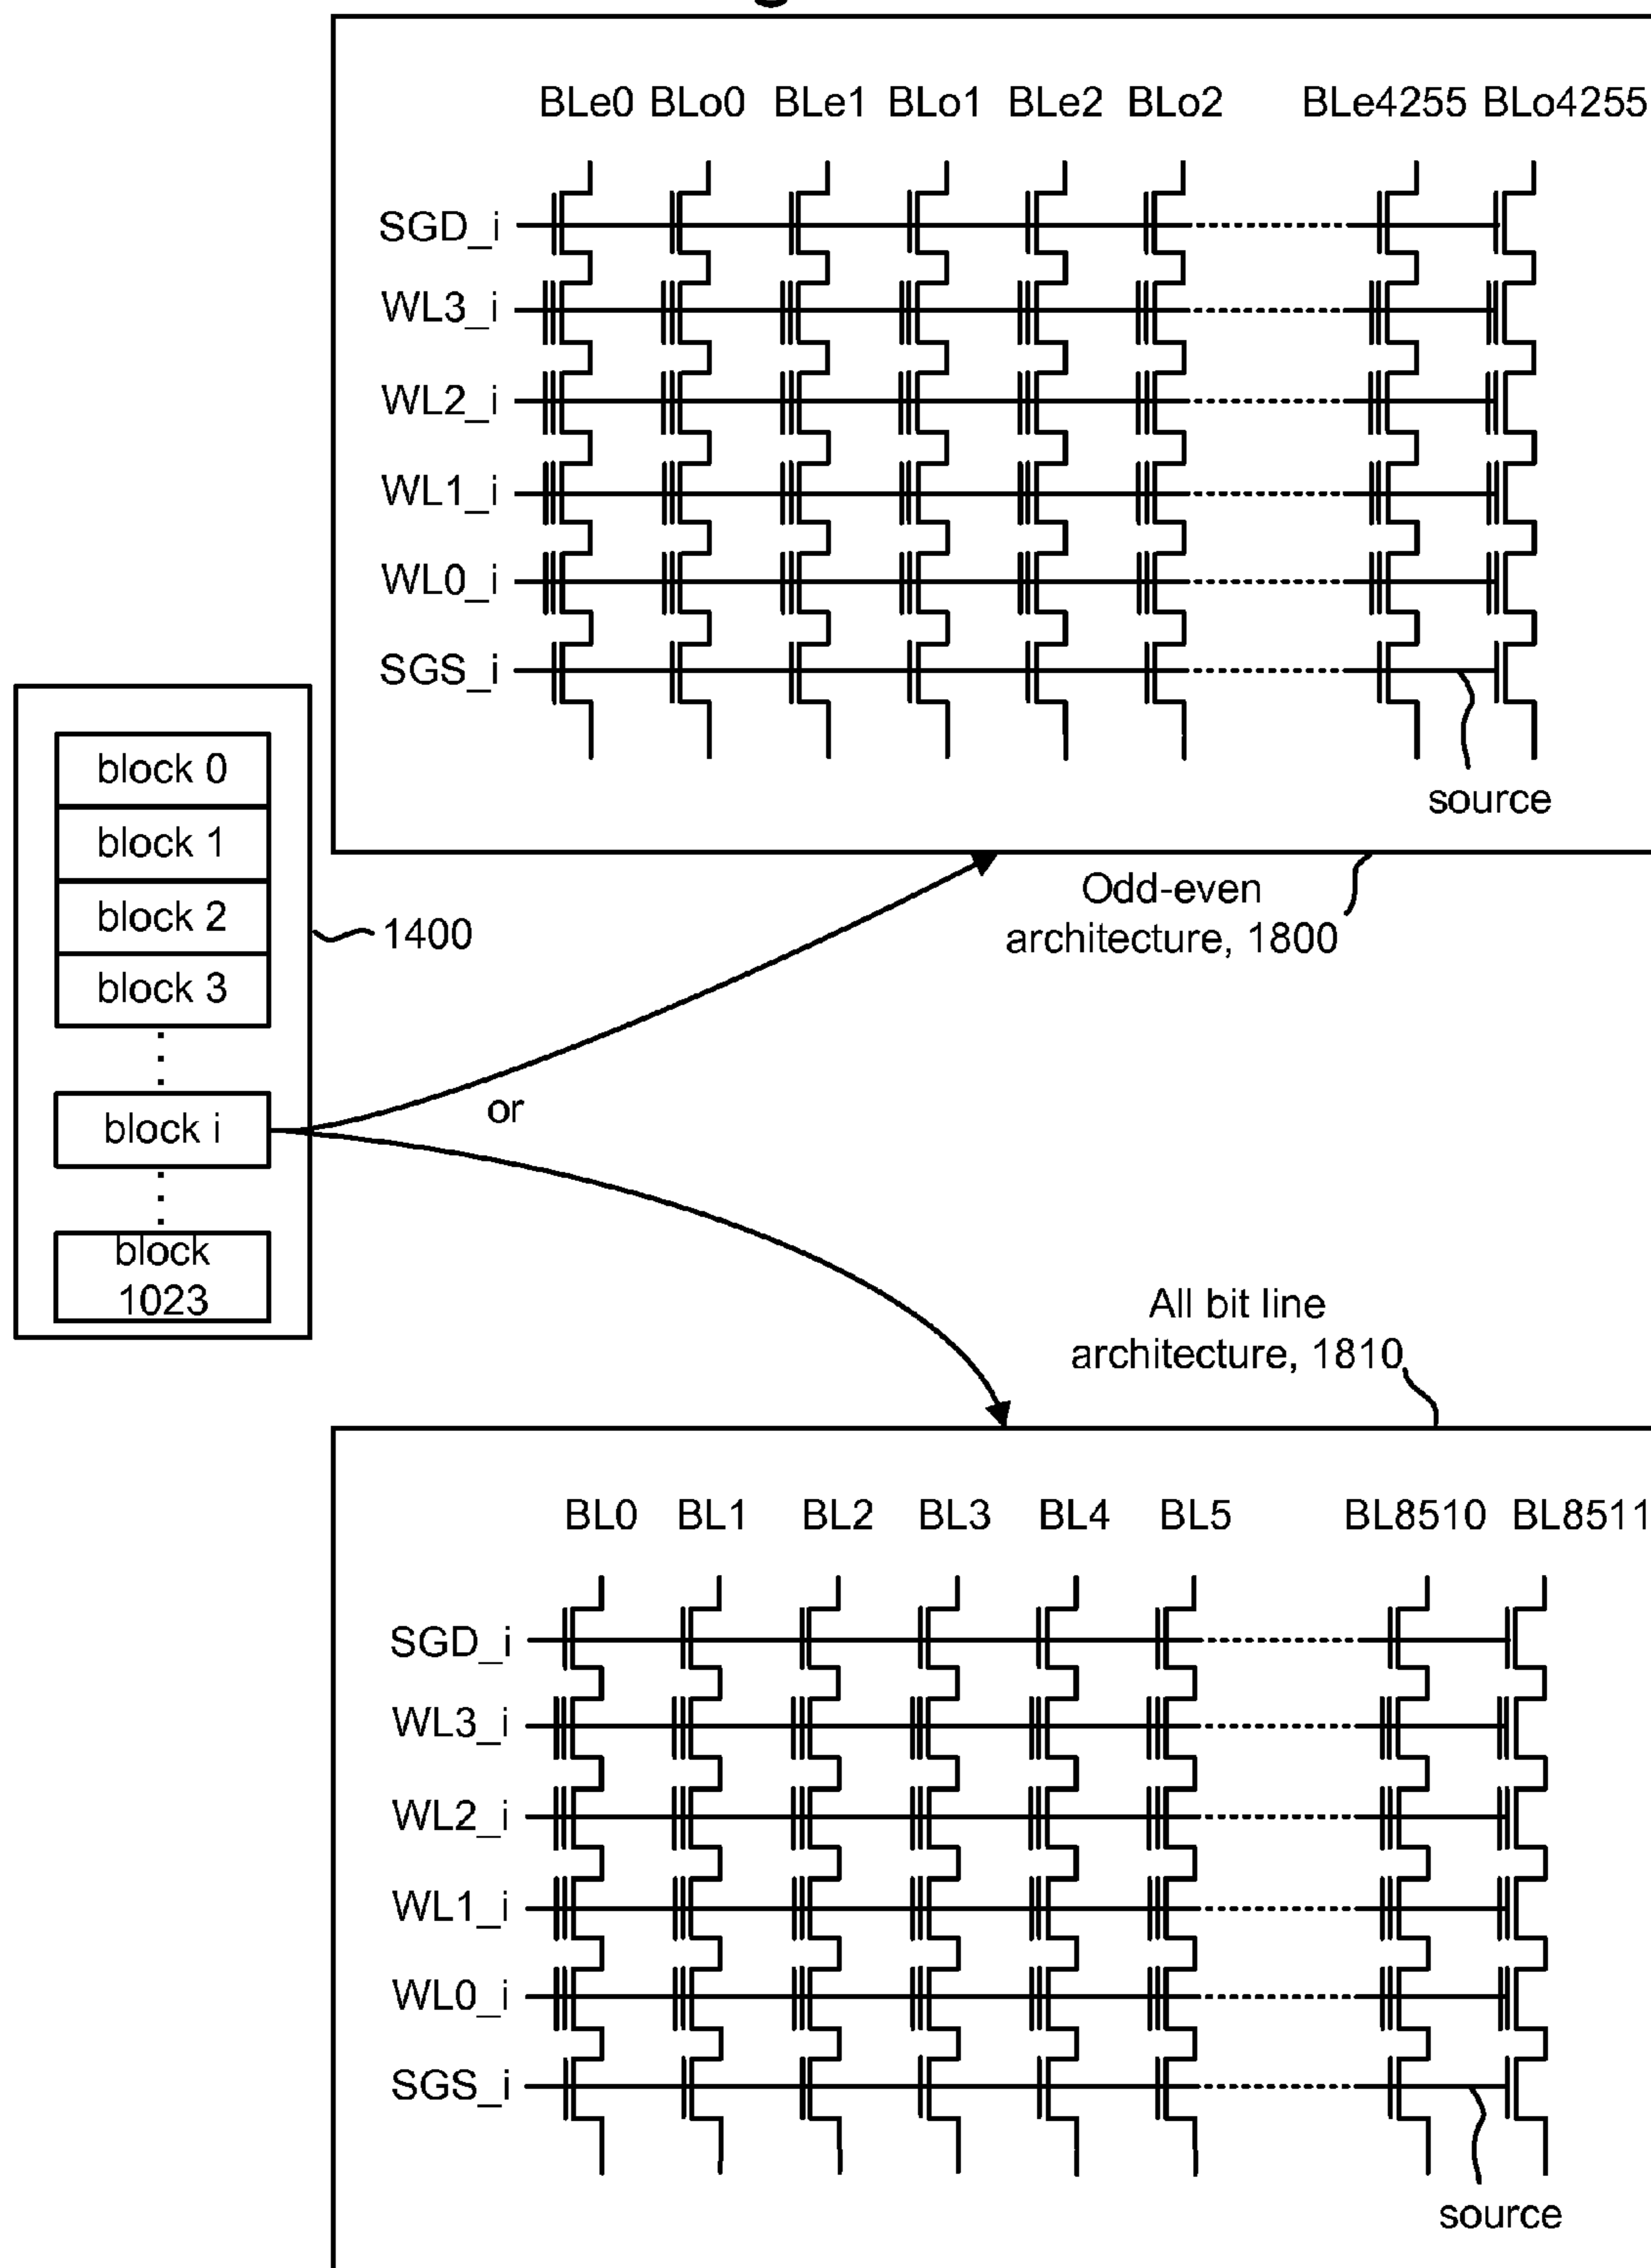 BLe0 BLo0 BLe1 BLo1 BLe2 BLo2 BLe4255 BLo4255
SGD_i
WL3_i
WL2_i
WL1_i
WL0_i
SGS_i
source
block 0
block 1
block 2
block 3
block i
block
1023
1400
Odd-even
architecture, 1800
or
All bit line
architecture, 1810
BL0 BL1 BL2 BL3 BL4 BL5 BL8510 BL8511
SGD_i
WL3_i
WL2_i
WL1_i
WL0_i
SGS_i
source